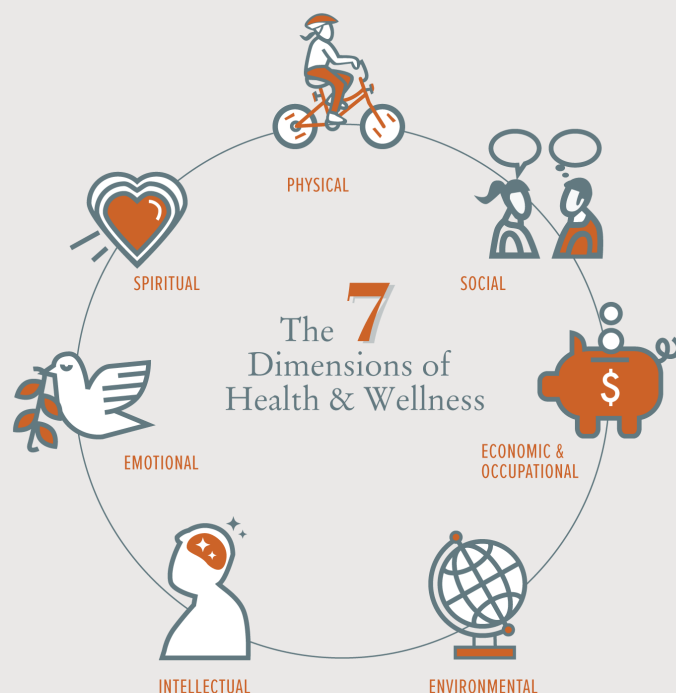 PHYSICAL
SOCIAL
SPIRITUAL
The 7
Dimensions of
Health & Wellness
$
ECONOMIC &
OCCUPATIONAL
EMOTIONAL
INTELLECTUAL
ENVIRONMENTAL